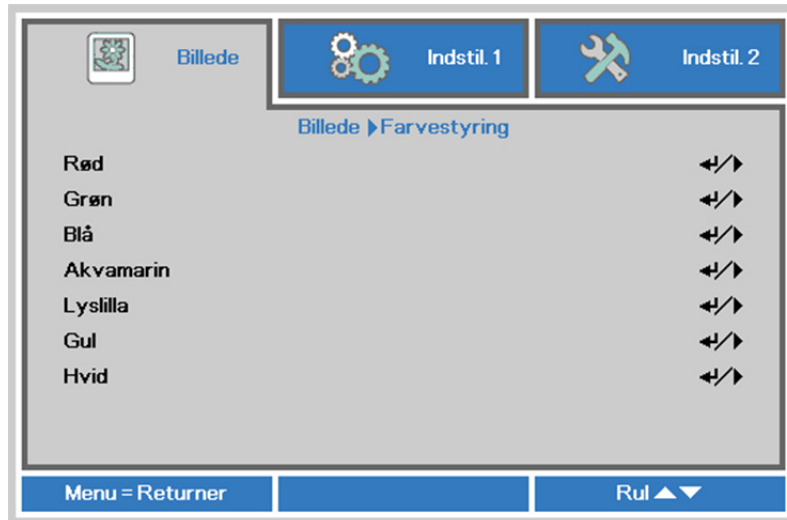 Billede Indstil. 1 Indstil. 2
Billede ▶Farvestyring
Rød ↵/▶
Grøn ↵/▶
Blå ↵/▶
Akvamarin ↵/▶
Lyslilla ↵/▶
Gul ↵/▶
Hvid ↵/▶
Menu = Returner Rul ▲▼